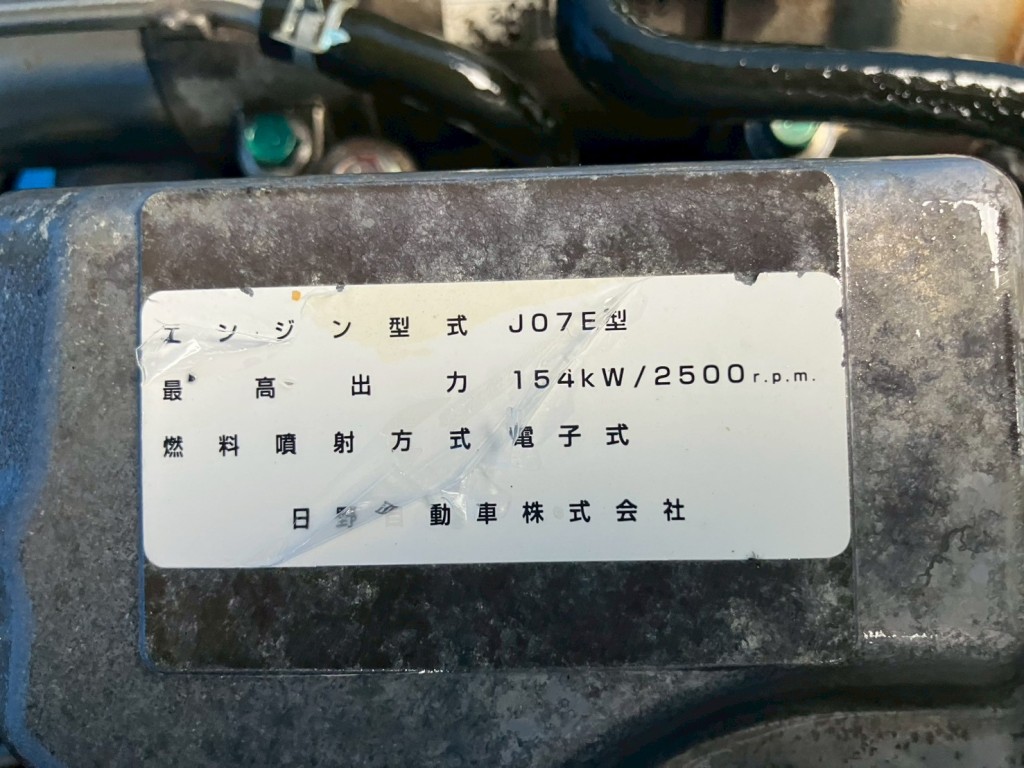 エンジン型式 J07E型
最高出力 154kW/2500r.p.m.
燃料噴射方式 電子式
日野自動車株式会社